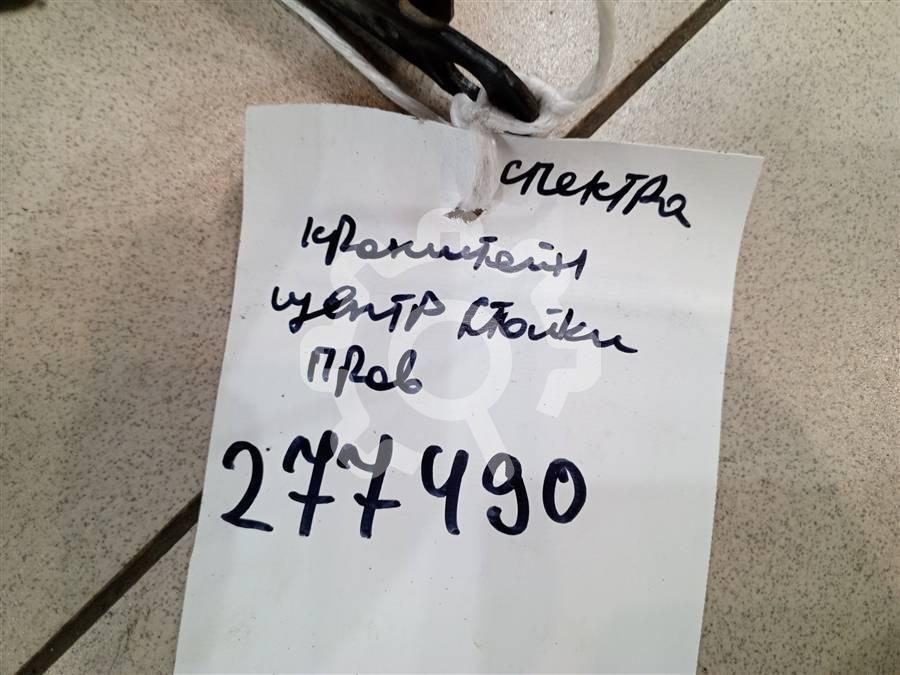 спектра
кронштейн
центр стойки
прав
277490